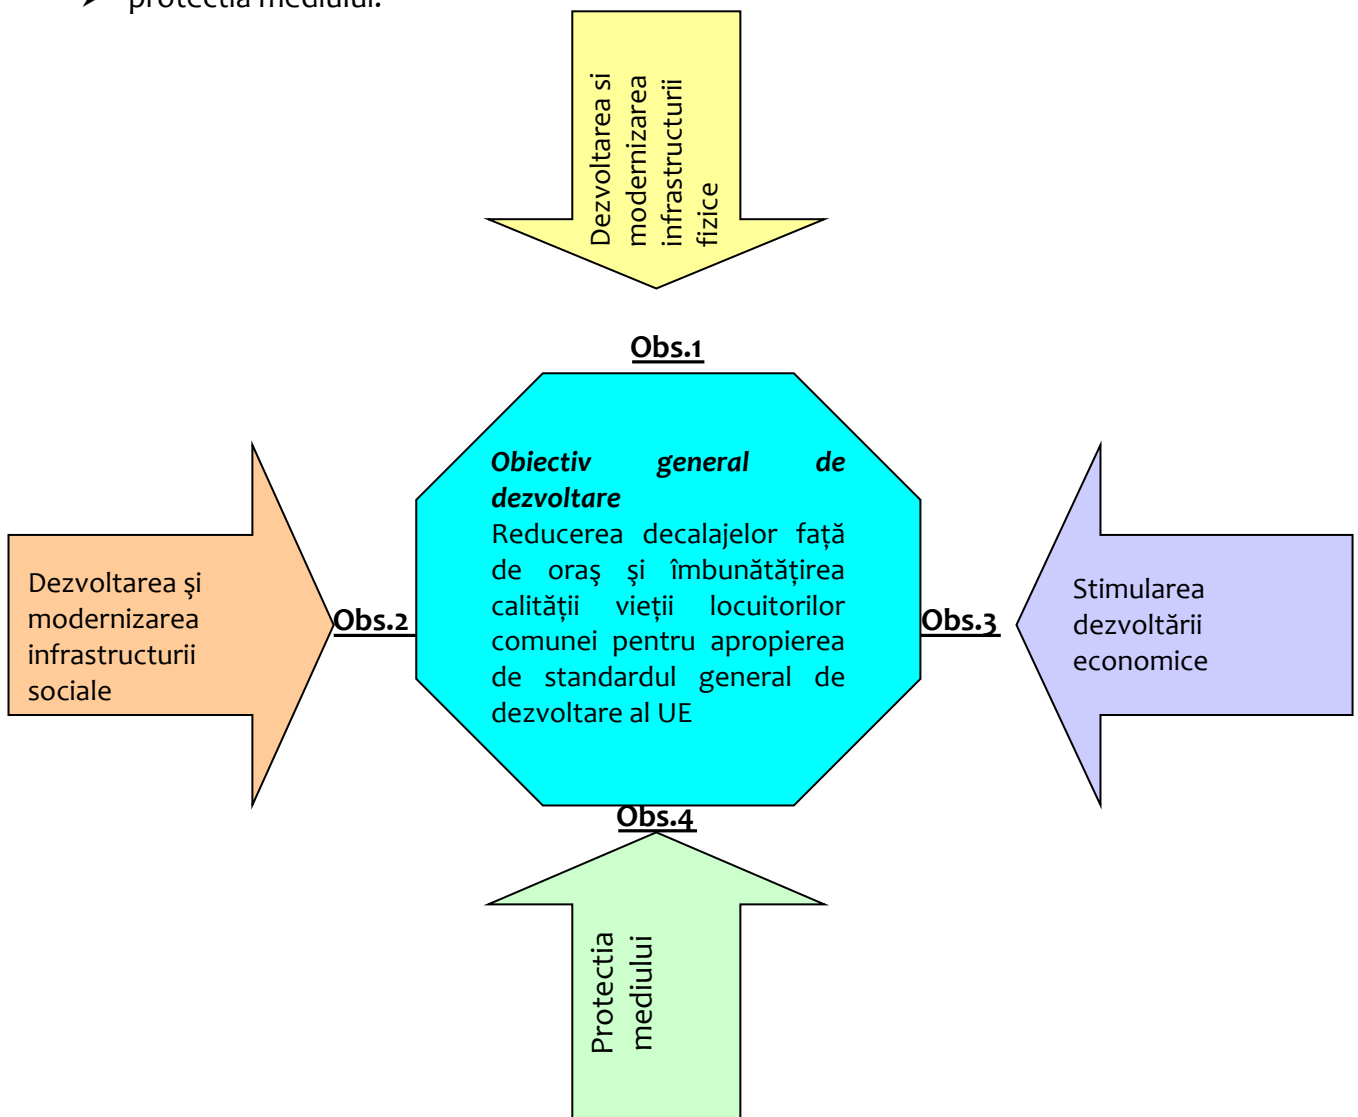 ➢ protectia mediului.
Dezvoltarea si
modernizarea
infrastructurii
fizice
Obs.1
Obiectiv general de
dezvoltare
Reducerea decalajelor față
de oraş şi îmbunătățirea
calității vieții locuitorilor
comunei pentru apropierea
de standardul general de
dezvoltare al UE
Dezvoltarea şi
modernizarea
infrastructurii
sociale
Obs.2
Obs.3
Stimularea
dezvoltării
economice
Obs.4
Protectia
mediului